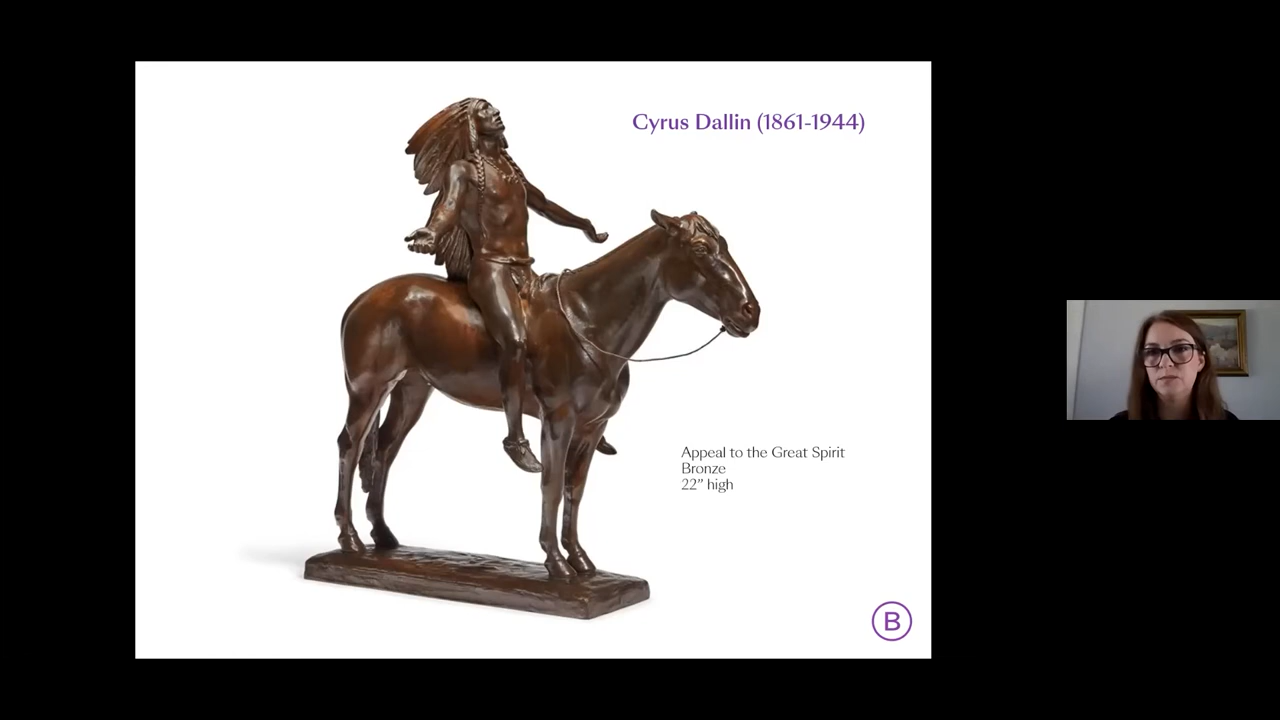 Cyrus Dallin (1861-1944)
Appeal to the Great Spirit
Bronze
22” high
B